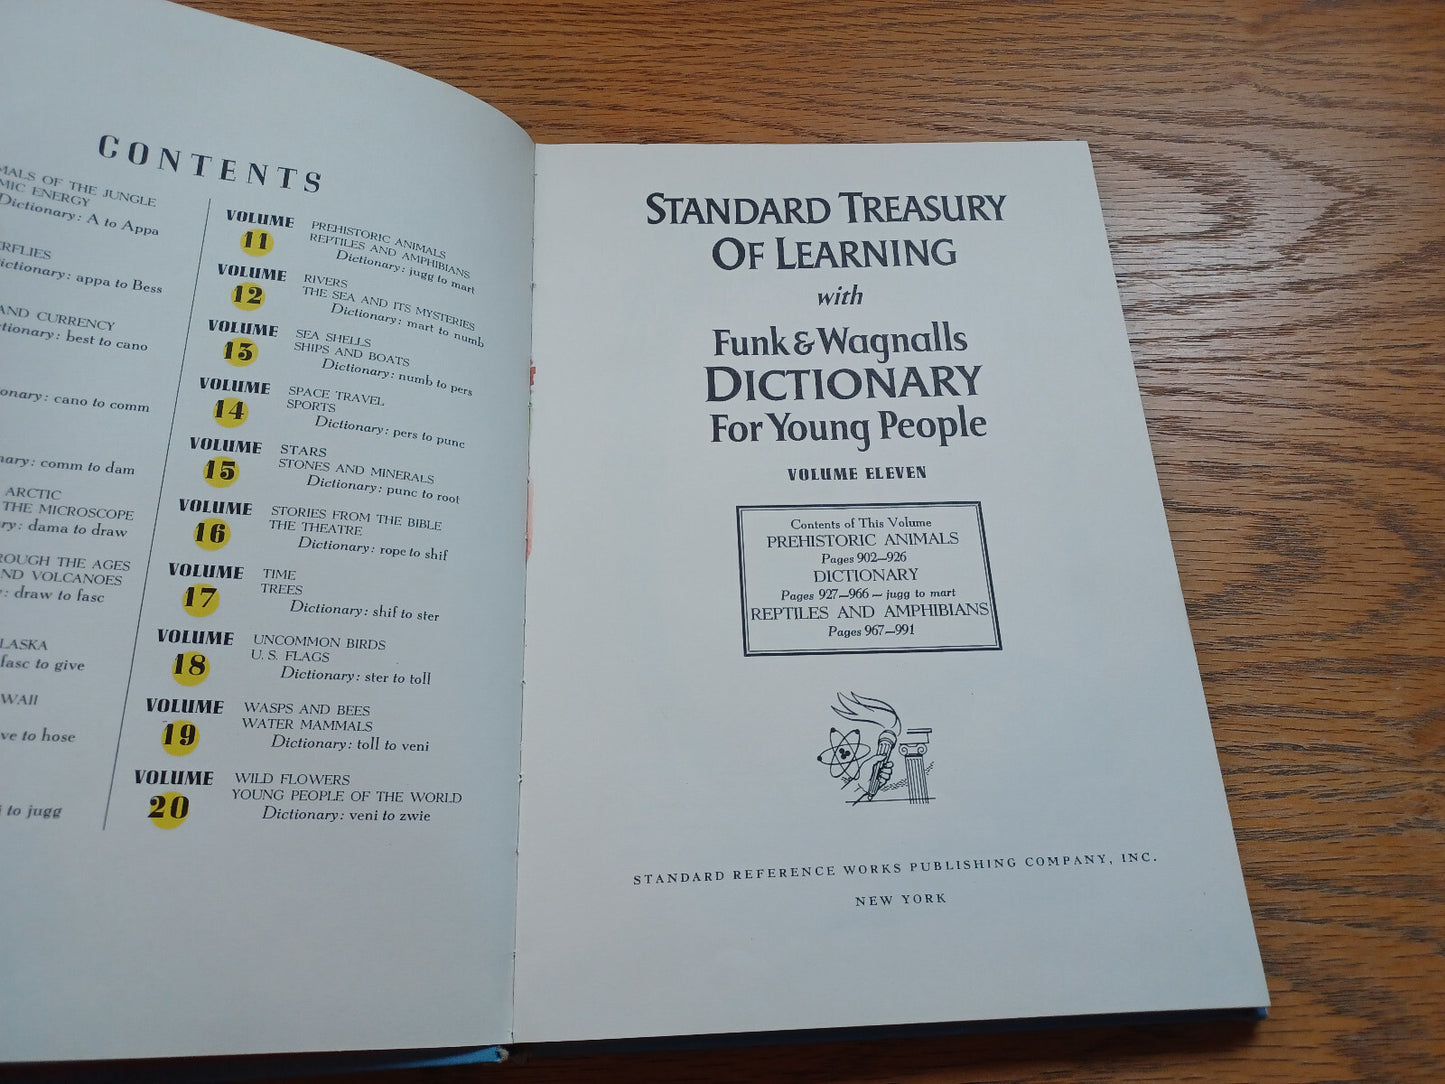 CONTENTS
MALS OF THE JUNGLE
MIC ENERGY
Dictionary: A to Appa
ERFLIES
ictionary: appa to Bess
AND CURRENCY
tionary: best to cano
onary: cano to comm
nary: comm to dam
ARCTIC
THE MICROSCOPE
ry: dama to draw
ROUGH THE AGES
ND VOLCANOES
: draw to fasc
LASKA
fasc to give
WAII
ve to hose
i to jugg
VOLUME 11
PREHISTORIC ANIMALS
REPTILES AND AMPHIBIANS
Dictionary: jugg to mart
VOLUME 12
RIVERS
THE SEA AND ITS MYSTERIES
Dictionary: mart to numb
VOLUME 13
SEA SHELLS
SHIPS AND BOATS
Dictionary: numb to pers
VOLUME 14
SPACE TRAVEL
SPORTS
Dictionary: pers to punc
VOLUME 15
STARS
STONES AND MINERALS
Dictionary: punc to root
VOLUME 16
STORIES FROM THE BIBLE
THE THEATRE
Dictionary: rope to shif
VOLUME 17
TIME
TREES
Dictionary: shif to ster
VOLUME 18
UNCOMMON BIRDS
U. S. FLAGS
Dictionary: ster to toll
VOLUME 19
WASPS AND BEES
WATER MAMMALS
Dictionary: toll to veni
VOLUME 20
WILD FLOWERS
YOUNG PEOPLE OF THE WORLD
Dictionary: veni to zwie
STANDARD TREASURY
OF LEARNING
with
Funk & Wagnalls
DICTIONARY
For Young People
VOLUME ELEVEN
Contents of This Volume
PREHISTORIC ANIMALS
Pages 902—926
DICTIONARY
Pages 927—966 — jugg to mart
REPTILES AND AMPHIBIANS
Pages 967—991
STANDARD REFERENCE WORKS PUBLISHING COMPANY, INC.
NEW YORK